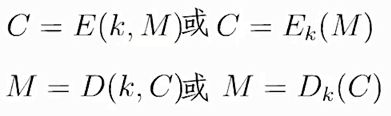 C = E(k, M)或 C = E_k(M)
M = D(k, C)或 M = D_k(C)